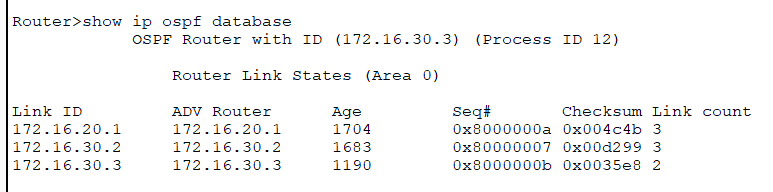 Router>show ip ospf database
OSPF Router with ID (172.16.30.3) (Process ID 12)
Router Link States (Area 0)
Link ID ADV Router Age Seq# Checksum Link count
172.16.20.1 172.16.20.1 1704 0x8000000a 0x004c4b 3
172.16.30.2 172.16.30.2 1683 0x80000007 0x00d299 3
172.16.30.3 172.16.30.3 1190 0x8000000b 0x0035e8 2